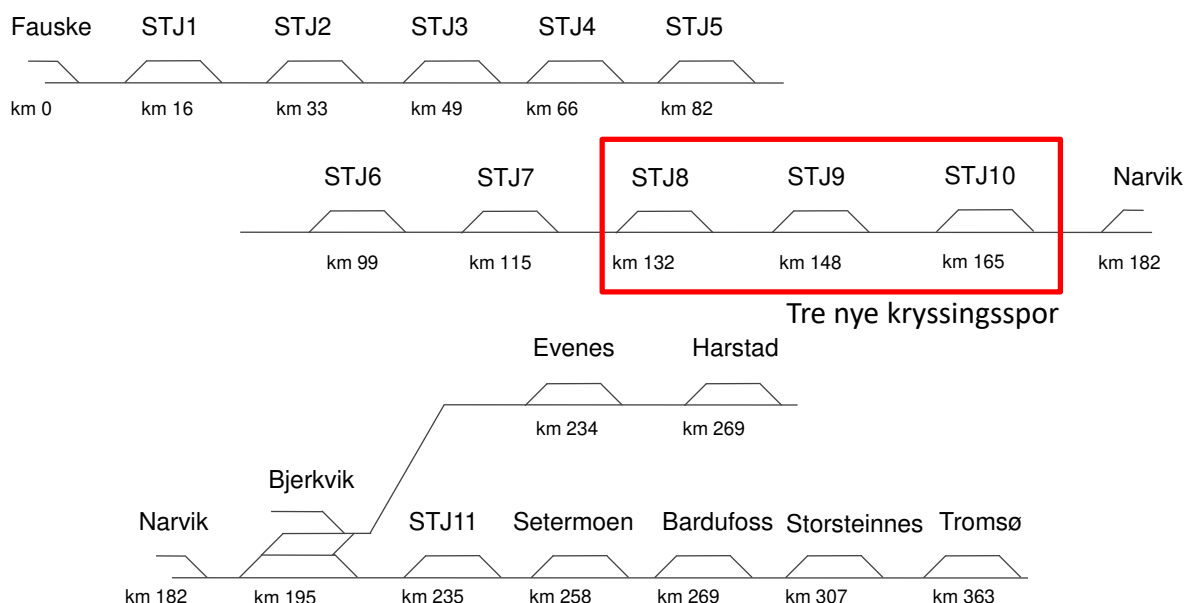 Fauske STJ1 STJ2 STJ3 STJ4 STJ5
km 0 km 16 km 33 km 49 km 66 km 82
STJ6 STJ7 STJ8 STJ9 STJ10 Narvik
km 99 km 115 km 132 km 148 km 165 km 182
Tre nye kryssingsspor
Evenes Harstad
km 234 km 269
Bjerkvik
Narvik STJ11 Setermoen Bardufoss Storsteinnes Tromsø
km 182 km 195 km 235 km 258 km 269 km 307 km 363